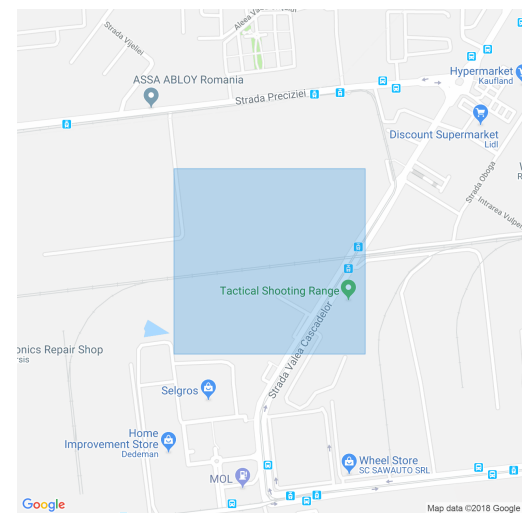 Strada Vijeliei
ASSA ABLOY Romania
Strada Preciziei
Hypermarket
Kaufland
Discount Supermarket
Lidl
Strada Oboga
Intrarea Vulpe
Tactical Shooting Range
Strada Valea Cascadelor
onics Repair Shop
rsis
Selgros
Home
Improvement Store
Dedeman
MOL
Wheel Store
SC SAWAUTO SRL
Google
Map data ©2018 Google